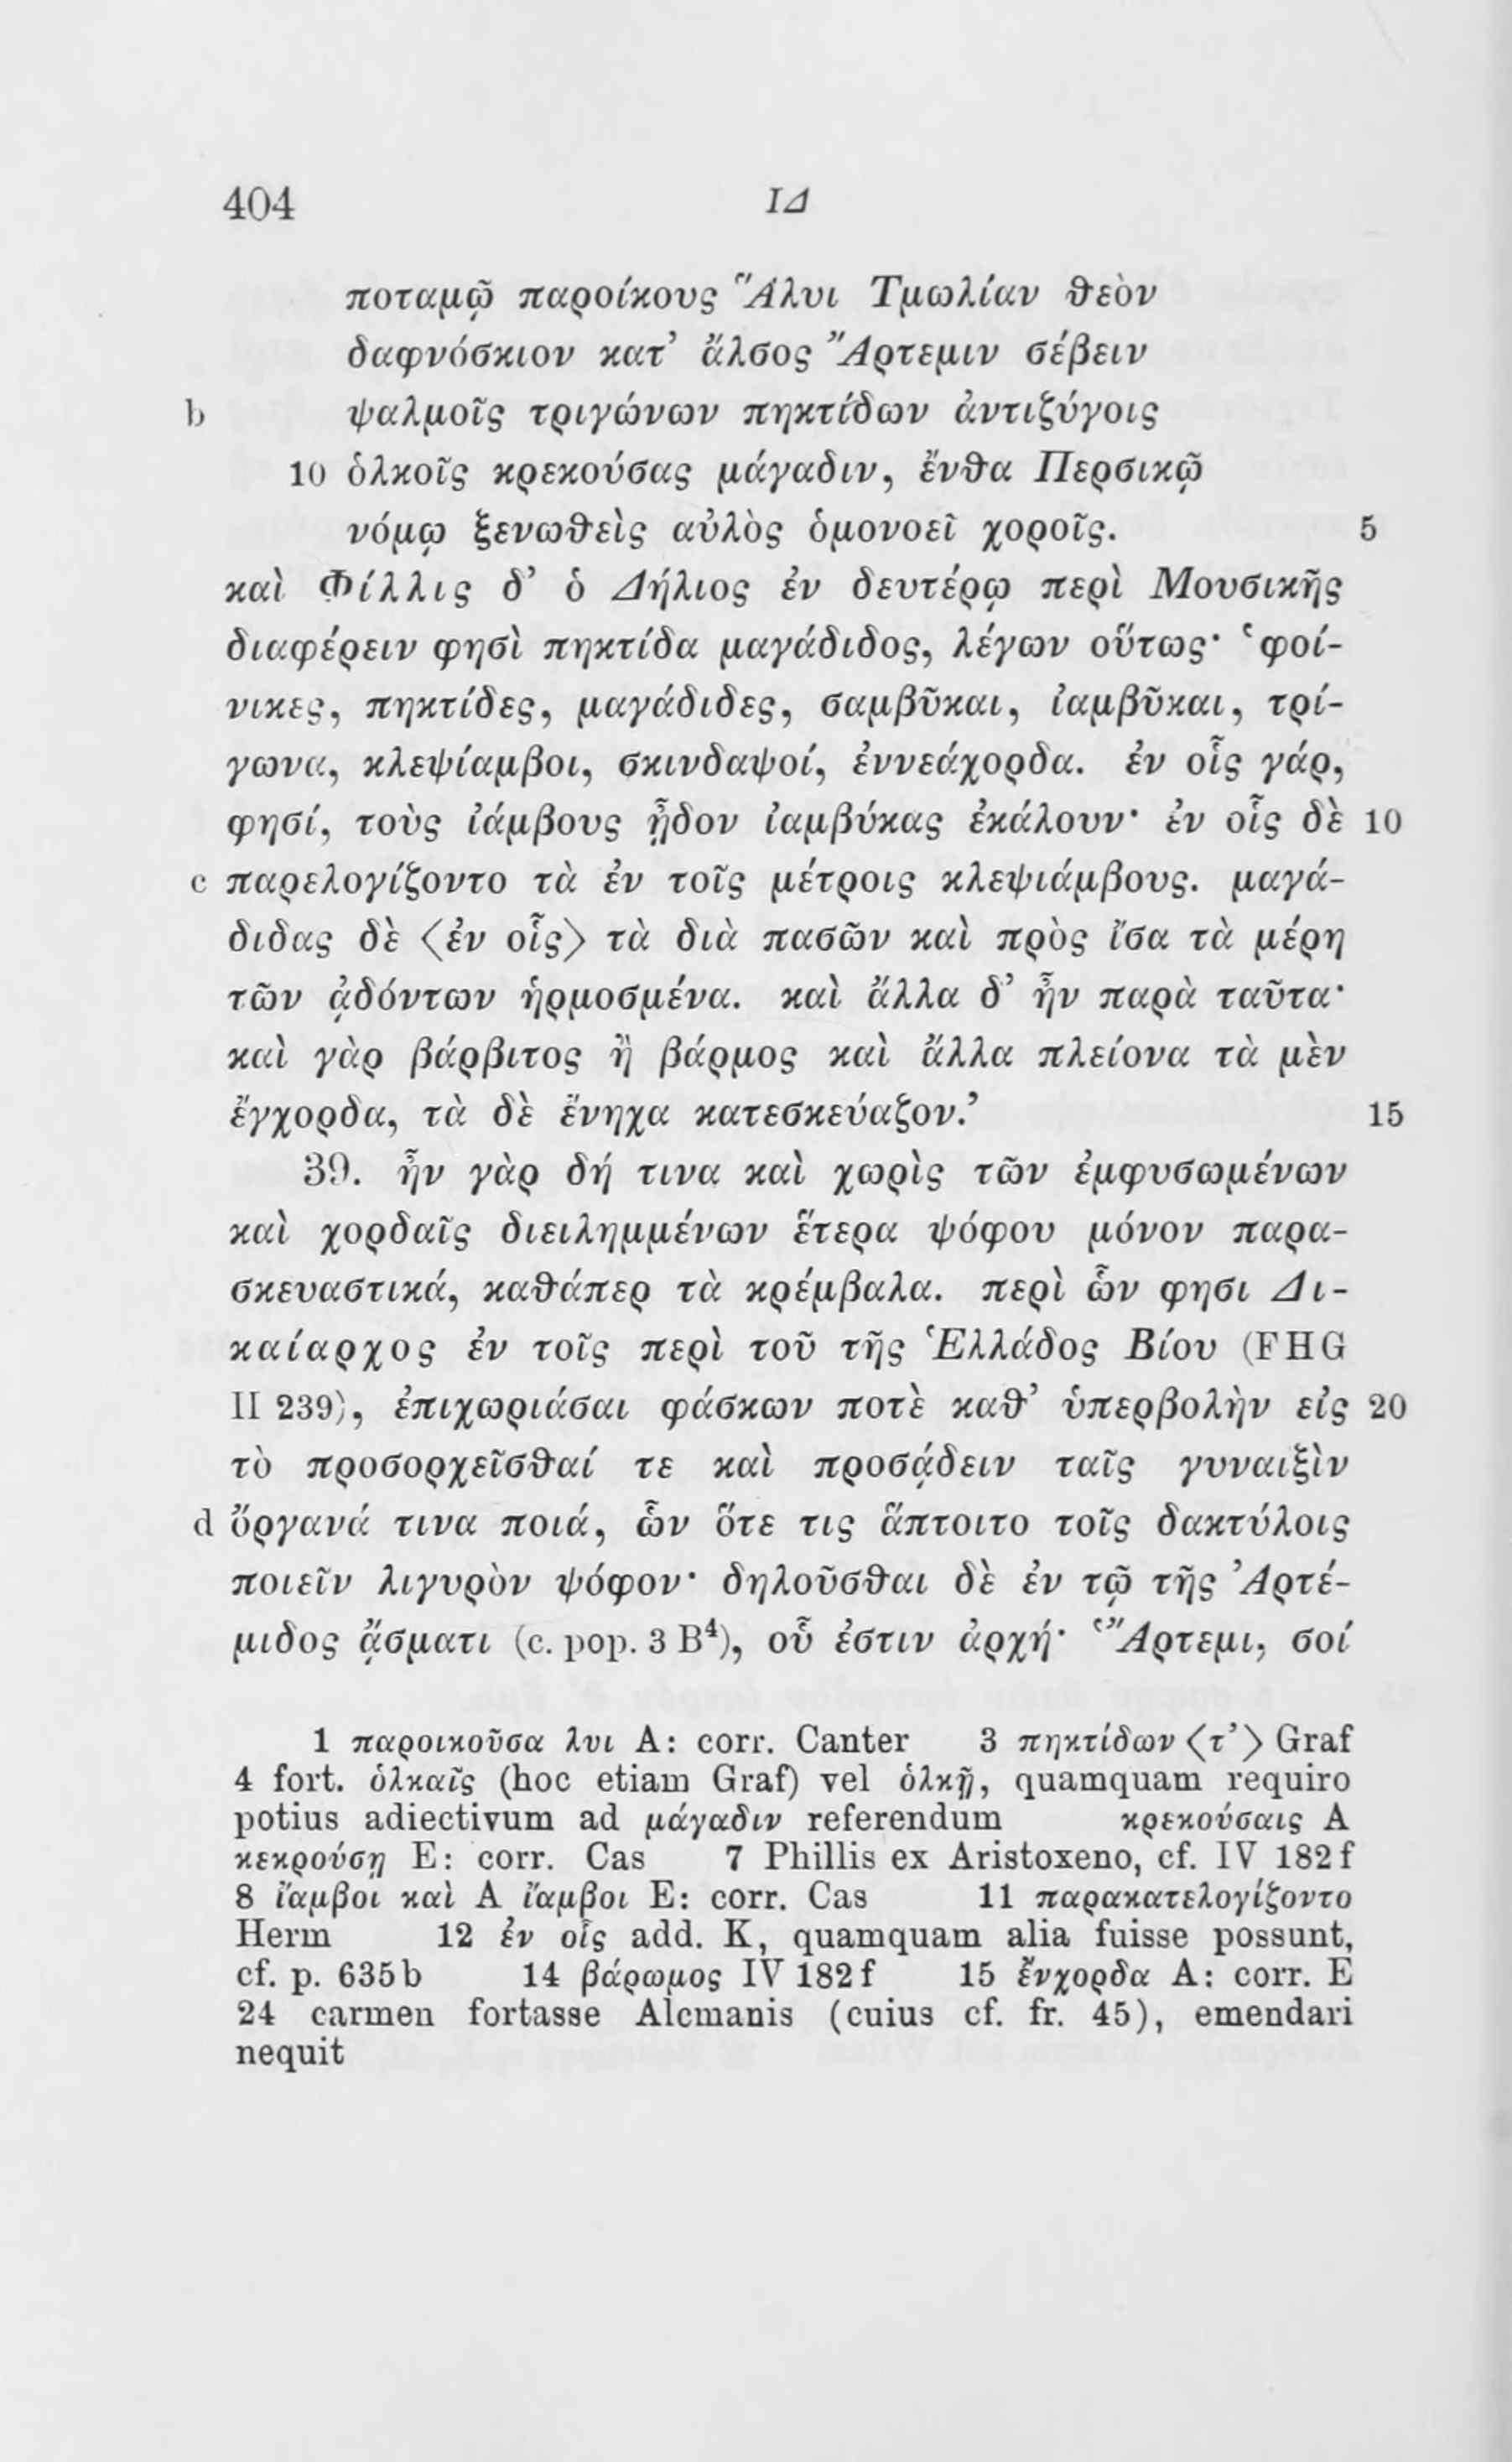 404 ΙΔ
ποταμῷ παροίκους Ἅλυι Τμωλίαν θεὸν
δαφνόσκιον κατ’ ἄλσος Ἄρτεμιν σέβειν
b ψαλμοῖς τριγώνων πηκτίδων ἀντιζύγοις
10 ὁλκοῖς κρεκούσας μάγαδιν, ἔνθα Περσικῷ
νόμῳ ξενωθεὶς αὐλὸς ὁμονοεῖ χοροῖς. 5
καὶ Φίλλις δ’ ὁ Δήλιος ἐν δευτέρῳ περὶ Μουσικῆς
διαφέρειν φησὶ πηκτίδα μαγάδιδος, λέγων οὕτως· ‘φοί-
νικες, πηκτίδες, μαγάδιδες, σαμβῦκαι, ἰαμβῦκαι, τρί-
γωνα, κλεψίαμβοι, σκινδαψοί, ἐννεάχορδα. ἐν οἷς γάρ,
φησί, τοὺς ἰάμβους ᾖδον ἰαμβύκας ἐκάλουν· ἐν οἷς δὲ 10
c παρελογίζοντο τὰ ἐν τοῖς μέτροις κλεψιάμβους. μαγά-
διδας δὲ 〈ἐν οἷς〉 τὰ διὰ πασῶν καὶ πρὸς ἴσα τὰ μέρη
τῶν ᾀδόντων ἡρμοσμένα. καὶ ἄλλα δ’ ἦν παρὰ ταῦτα·
καὶ γὰρ βάρβιτος ἢ βάρμος καὶ ἄλλα πλείονα τὰ μὲν
ἔγχορδα, τὰ δὲ ἔνηχα κατεσκεύαζον.’ 15
39. ἦν γὰρ δή τινα καὶ χωρὶς τῶν ἐμφυσωμένων
καὶ χορδαῖς διειλημμένων ἕτερα ψόφου μόνον παρα-
σκευαστικά, καθάπερ τὰ κρέμβαλα. περὶ ὧν φησι Δι-
καίαρχος ἐν τοῖς περὶ τοῦ τῆς Ἑλλάδος Βίου (FHG
II 239), ἐπιχωριάσαι φάσκων ποτὲ καθ’ ὑπερβολὴν εἰς 20
τὸ προσορχεῖσθαί τε καὶ προσᾴδειν ταῖς γυναιξὶν
d ὄργανά τινα ποιά, ὧν ὅτε τις ἅπτοιτο τοῖς δακτύλοις
ποιεῖν λιγυρὸν ψόφον· δηλοῦσθαι δὲ ἐν τῷ τῆς Ἀρτέ-
μιδος ᾄσματι (c. pop. 3 B⁴), οὗ ἐστιν ἀρχή· ‘Ἄρτεμι, σοί
1 παροικοῦσα λυι A: corr. Canter 3 πηκτίδων 〈τ’〉 Graf
4 fort. ὁλκαῖς (hoc etiam Graf) vel ὁλκῇ, quamquam requiro
potius adiectivum ad μάγαδιν referendum κρεκούσαις A
κεκρούσῃ E: corr. Cas 7 Phillis ex Aristoxeno, cf. IV 182 f
8 ἴαμβοι καὶ A ἴαμβοι E: corr. Cas 11 παρακατελογίζοντο
Herm 12 ἐν οἷς add. K, quamquam alia fuisse possunt,
cf. p. 635 b 14 βάρωμος IV 182 f 15 ἔνχορδα A: corr. E
24 carmen fortasse Alcmanis (cuius cf. fr. 45), emendari
nequit